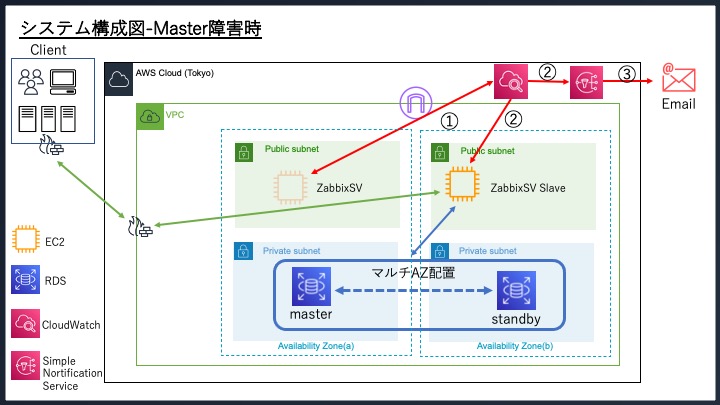 システム構成図-Master障害時
Client
AWS Cloud (Tokyo)
②
③
Email
VPC
①
②
Public subnet
Public subnet
ZabbixSV
ZabbixSV Slave
EC2
Private subnet
Private subnet
マルチAZ配置
RDS
master
standby
CloudWatch
Availability Zone(a)
Availability Zone(b)
Simple
Nortification
Service